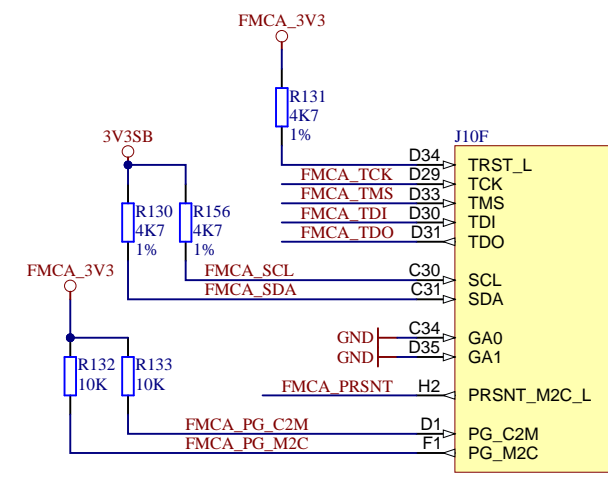 FMCA_3V3
R131
4K7
1%
J10F
3V3SB
D34 TRST_L
FMCA_TCK D29 TCK
FMCA_TMS D33 TMS
FMCA_TDI D30 TDI
FMCA_TDO D31 TDO
R130 R156
4K7 4K7
1% 1%
FMCA_3V3
FMCA_SCL C30 SCL
FMCA_SDA C31 SDA
GND C34 GA0
GND D35 GA1
R132 R133
10K 10K
FMCA_PRSNT H2 PRSNT_M2C_L
FMCA_PG_C2M D1 PG_C2M
FMCA_PG_M2C F1 PG_M2C